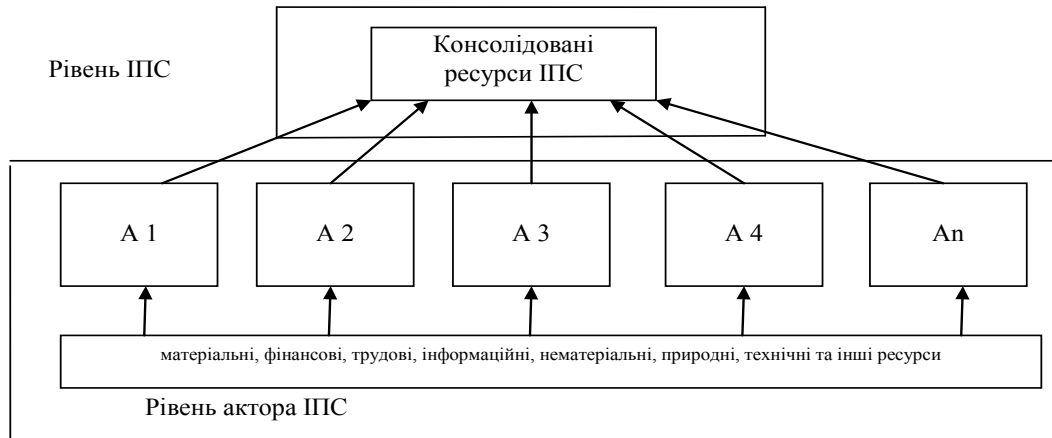 Консолідовані
ресурси ІПС
Рівень ІПС
А 1
А 2
А 3
А 4
Аn
матеріальні, фінансові, трудові, інформаційні, нематеріальні, природні, технічні та інші ресурси
Рівень актора ІПС